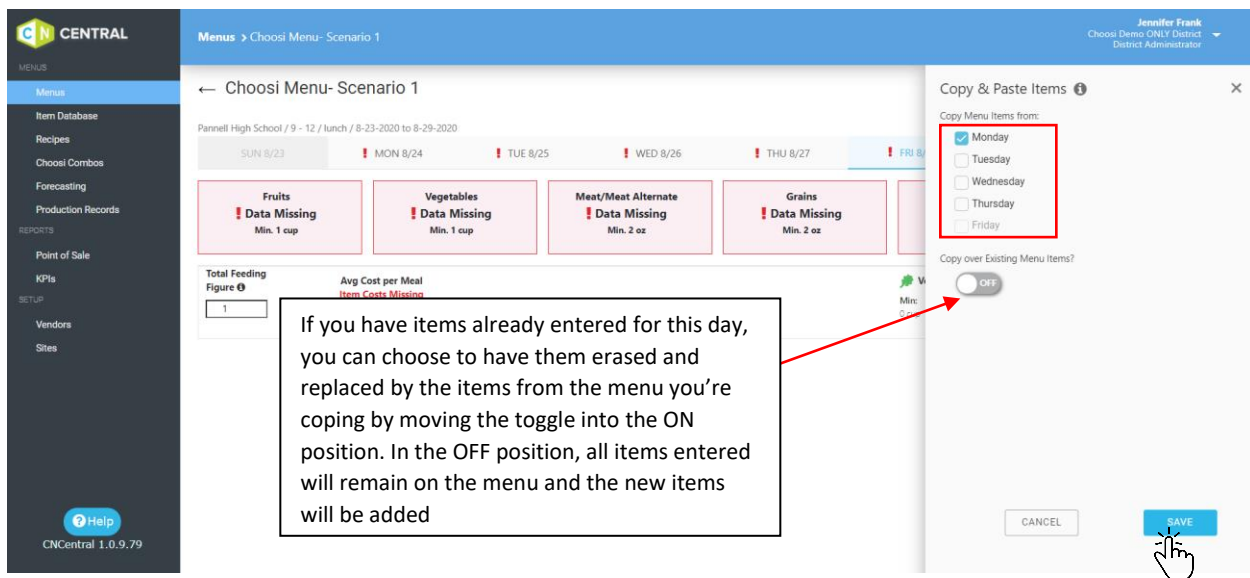 CN CENTRAL
MENUS
Menus
Item Database
Recipes
Choosi Combos
Forecasting
Production Records
REPORTS
Point of Sale
KPIs
SETUP
Vendors
Sites
Help
CNCentral 1.0.9.79
Menus > Choosi Menu- Scenario 1
Jennifer Frank
Choosi Demo ONLY District
District Administrator
← Choosi Menu- Scenario 1
Pannell High School / 9 - 12 / lunch / 8-23-2020 to 8-29-2020
SUN 8/23 ! MON 8/24 ! TUE 8/25 ! WED 8/26 ! THU 8/27 ! FRI 8/
Fruits
! Data Missing
Min. 1 cup
Vegetables
! Data Missing
Min. 1 cup
Meat/Meat Alternate
! Data Missing
Min. 2 oz
Grains
! Data Missing
Min. 2 oz
Total Feeding
Figure
1
Avg Cost per Meal
Item Costs Missing
Min:
If you have items already entered for this day,
you can choose to have them erased and
replaced by the items from the menu you’re
coping by moving the toggle into the ON
position. In the OFF position, all items entered
will remain on the menu and the new items
will be added
Copy & Paste Items
Copy Menu Items from:
Monday
Tuesday
Wednesday
Thursday
Friday
Copy over Existing Menu Items?
OFF
CANCEL
SAVE